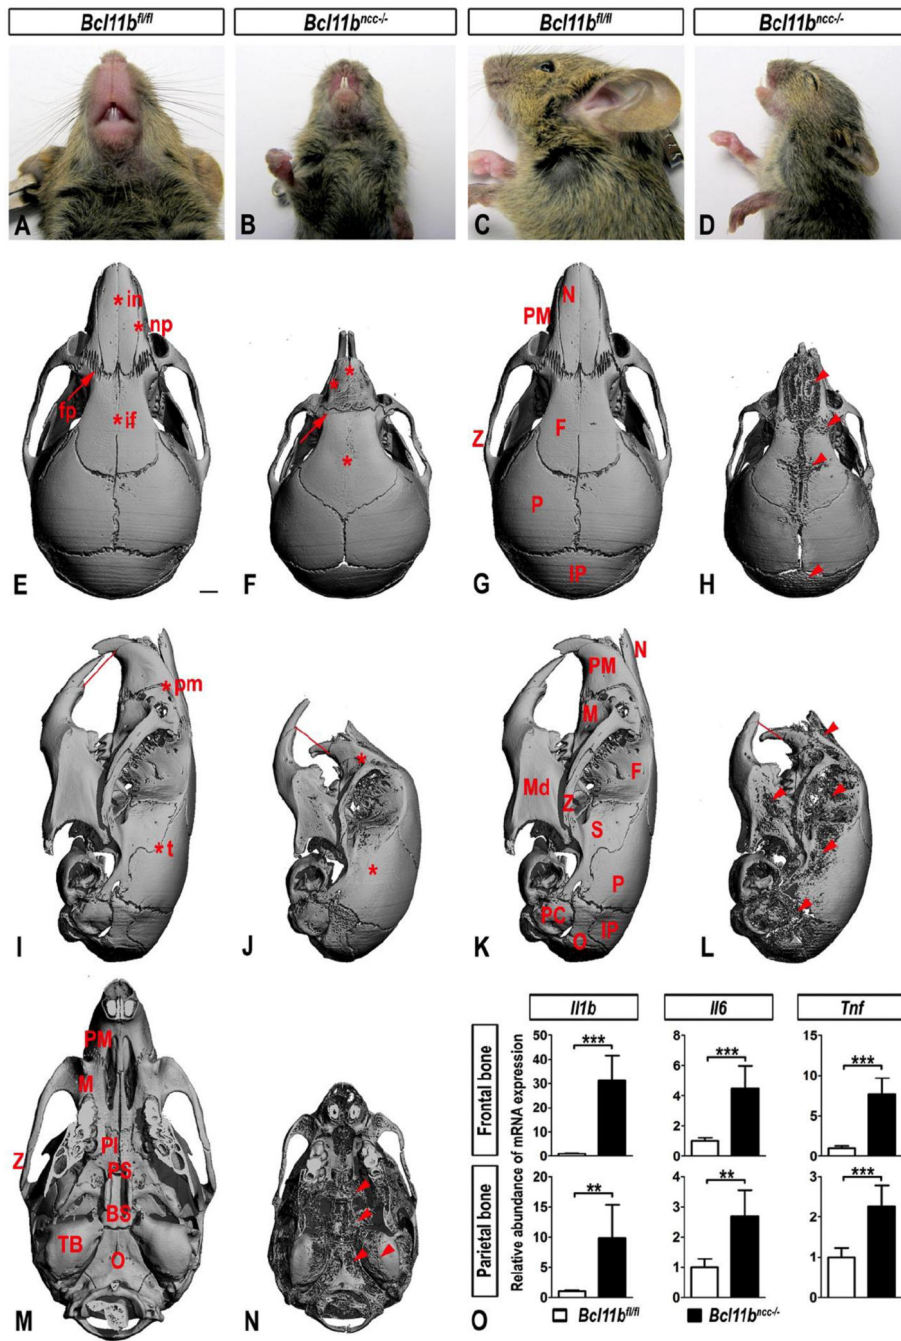 Bcl11bfl/fl Bcl11bncc-/- Bcl11bfl/fl Bcl11bncc-/-
A B C D
*in
*np
fp
*if
N
PM
F
Z
P
IP
E F G H
*pm
*t
N
PM
M
F
Md
Z
S
P
PC
IP
O
I J K L
PM
M
Z
Pl
PS
BS
TB
O
M N O
Il1b Il6 Tnf
Frontal bone
Parietal bone
Relative abundance of mRNA expression
50
40
30
20
10
0
***
8
6
4
2
0
***
15
10
5
0
***
20
15
10
5
0
**
4
3
2
1
0
**
3
2
1
0
***
Bcl11bfl/fl Bcl11bncc-/-